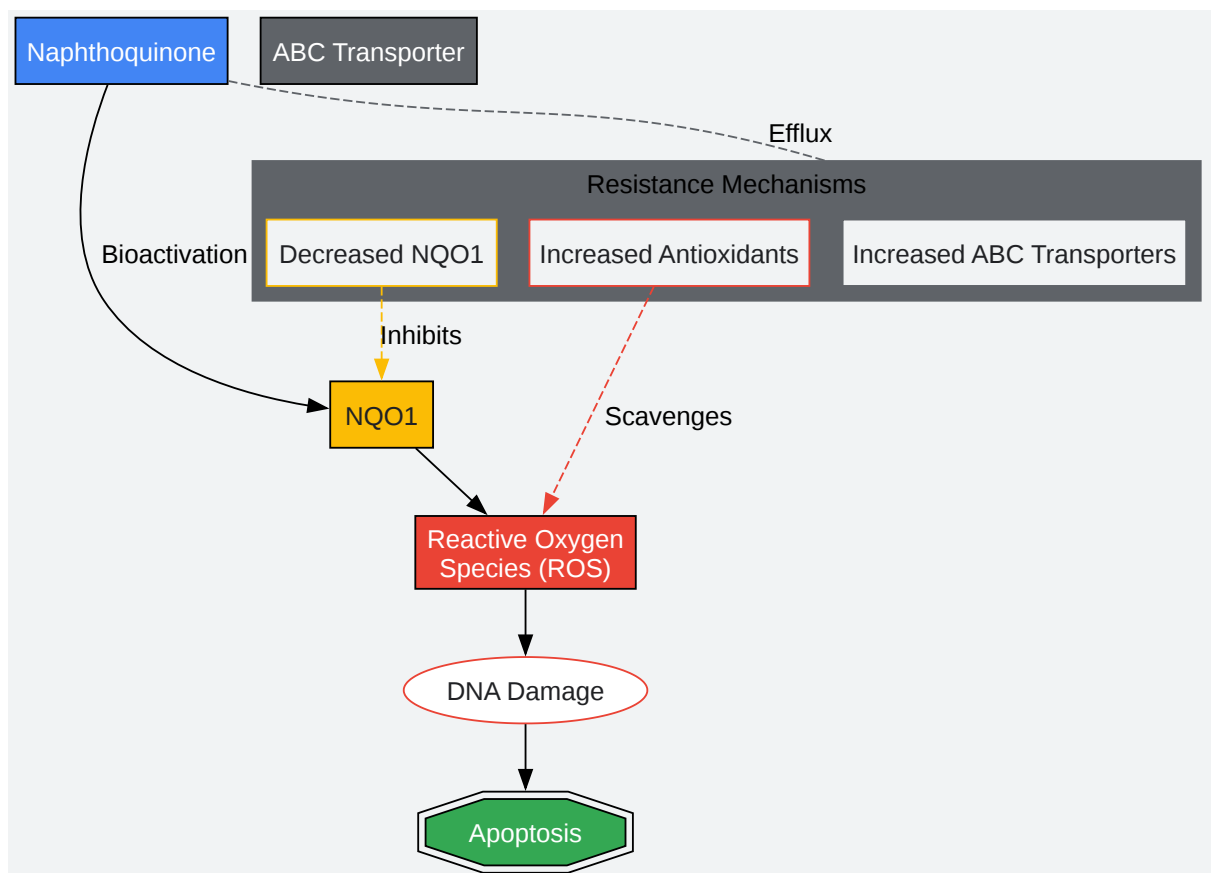 Naphthoquinone
ABC Transporter
Efflux
Resistance Mechanisms
Bioactivation
Decreased NQO1
Increased Antioxidants
Increased ABC Transporters
Inhibits
NQO1
Scavenges
Reactive Oxygen
Species (ROS)
DNA Damage
Apoptosis